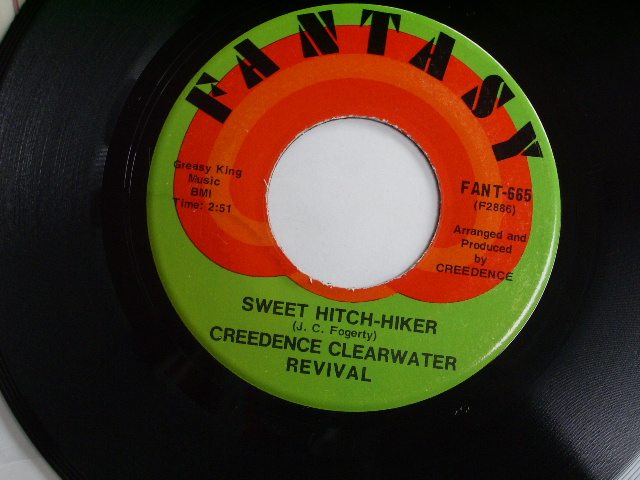 FANTASY
Greasy King
Music
BMI
Time: 2:51
FANT-665
(F2886)
Arranged and
Produced
by
CREEDENCE
SWEET HITCH-HIKER
(J. C. Fogerty)
CREEDENCE CLEARWATER
REVIVAL